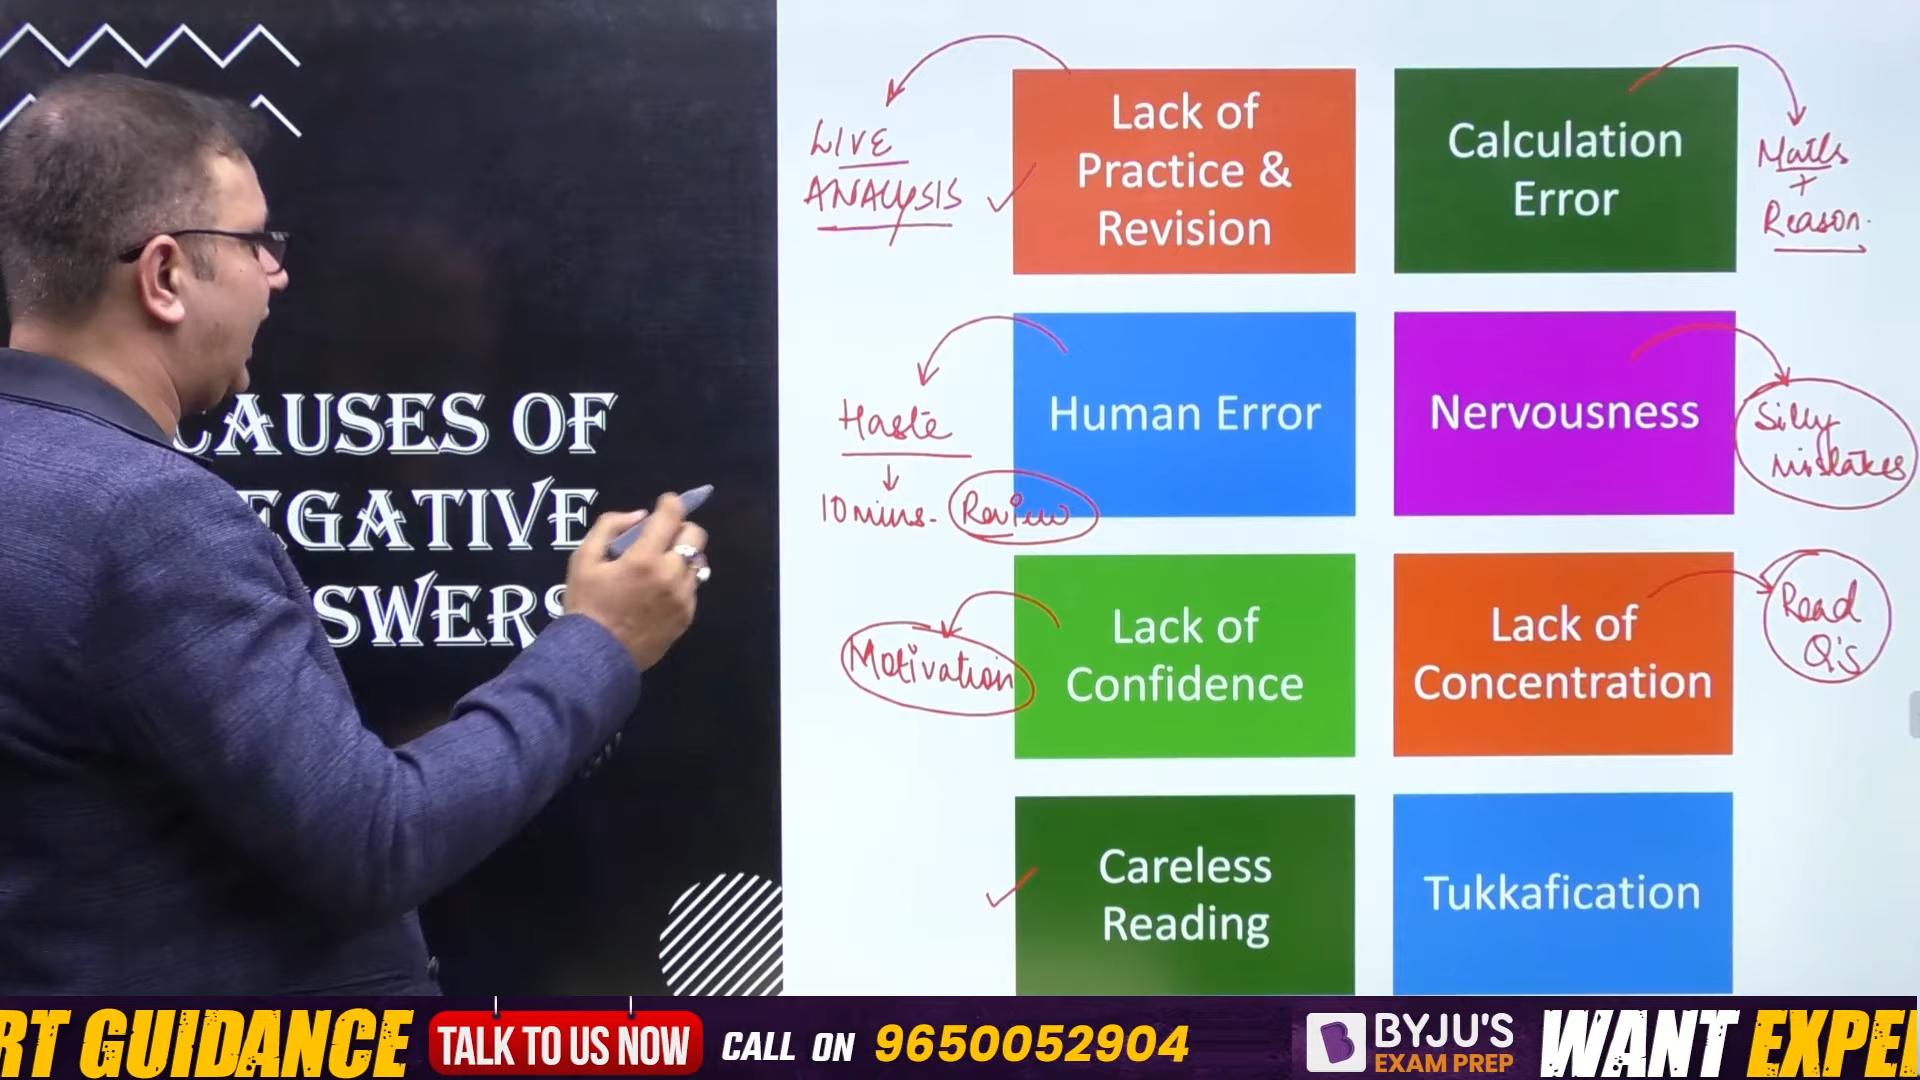 CAUSES OF
EGATIVE
SWERS
LIVE
ANALYSIS
Lack of
Practice &
Revision
Calculation
Error
Maths
+
Reason.
Haste
10 mins. Review
Human Error
Nervousness
Silly
Mistakes
Motivation
Lack of
Confidence
Lack of
Concentration
Read
Q's
Careless
Reading
Tukkafication
RT GUIDANCE TALK TO US NOW CALL ON 9650052904 BYJU'S EXAM PREP WANT EXPE